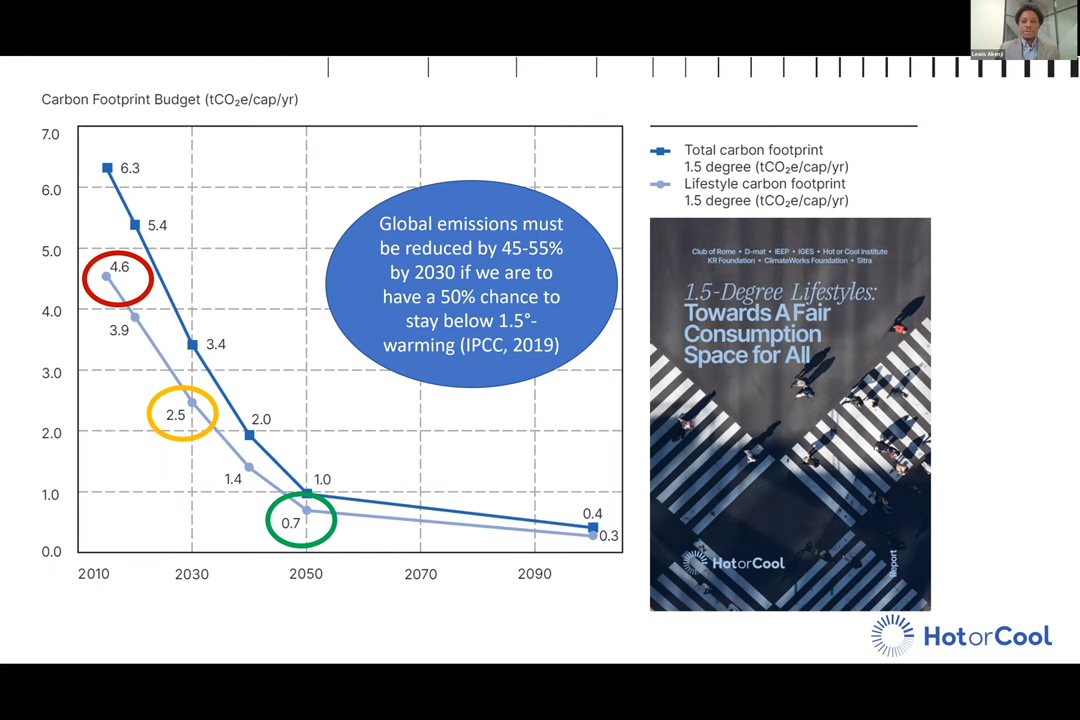 Lewis Akenji
Carbon Footprint Budget (tCO₂e/cap/yr)
7.0
6.0
5.0
4.0
3.0
2.0
1.0
0.0
2010
2030
2050
2070
2090
6.3
5.4
4.6
3.9
3.4
2.5
2.0
1.4
1.0
0.7
0.4
0.3
Global emissions must
be reduced by 45-55%
by 2030 if we are to
have a 50% chance to
stay below 1.5°-
warming (IPCC, 2019)
Total carbon footprint
1.5 degree (tCO₂e/cap/yr)
Lifestyle carbon footprint
1.5 degree (tCO₂e/cap/yr)
Club of Rome • D-mat • IEEP • IGES • Hot or Cool Institute
KR Foundation • ClimateWorks Foundation • Sitra
1.5-Degree Lifestyles:
Towards A Fair
Consumption
Space for All
HotorCool
Report
HotorCool